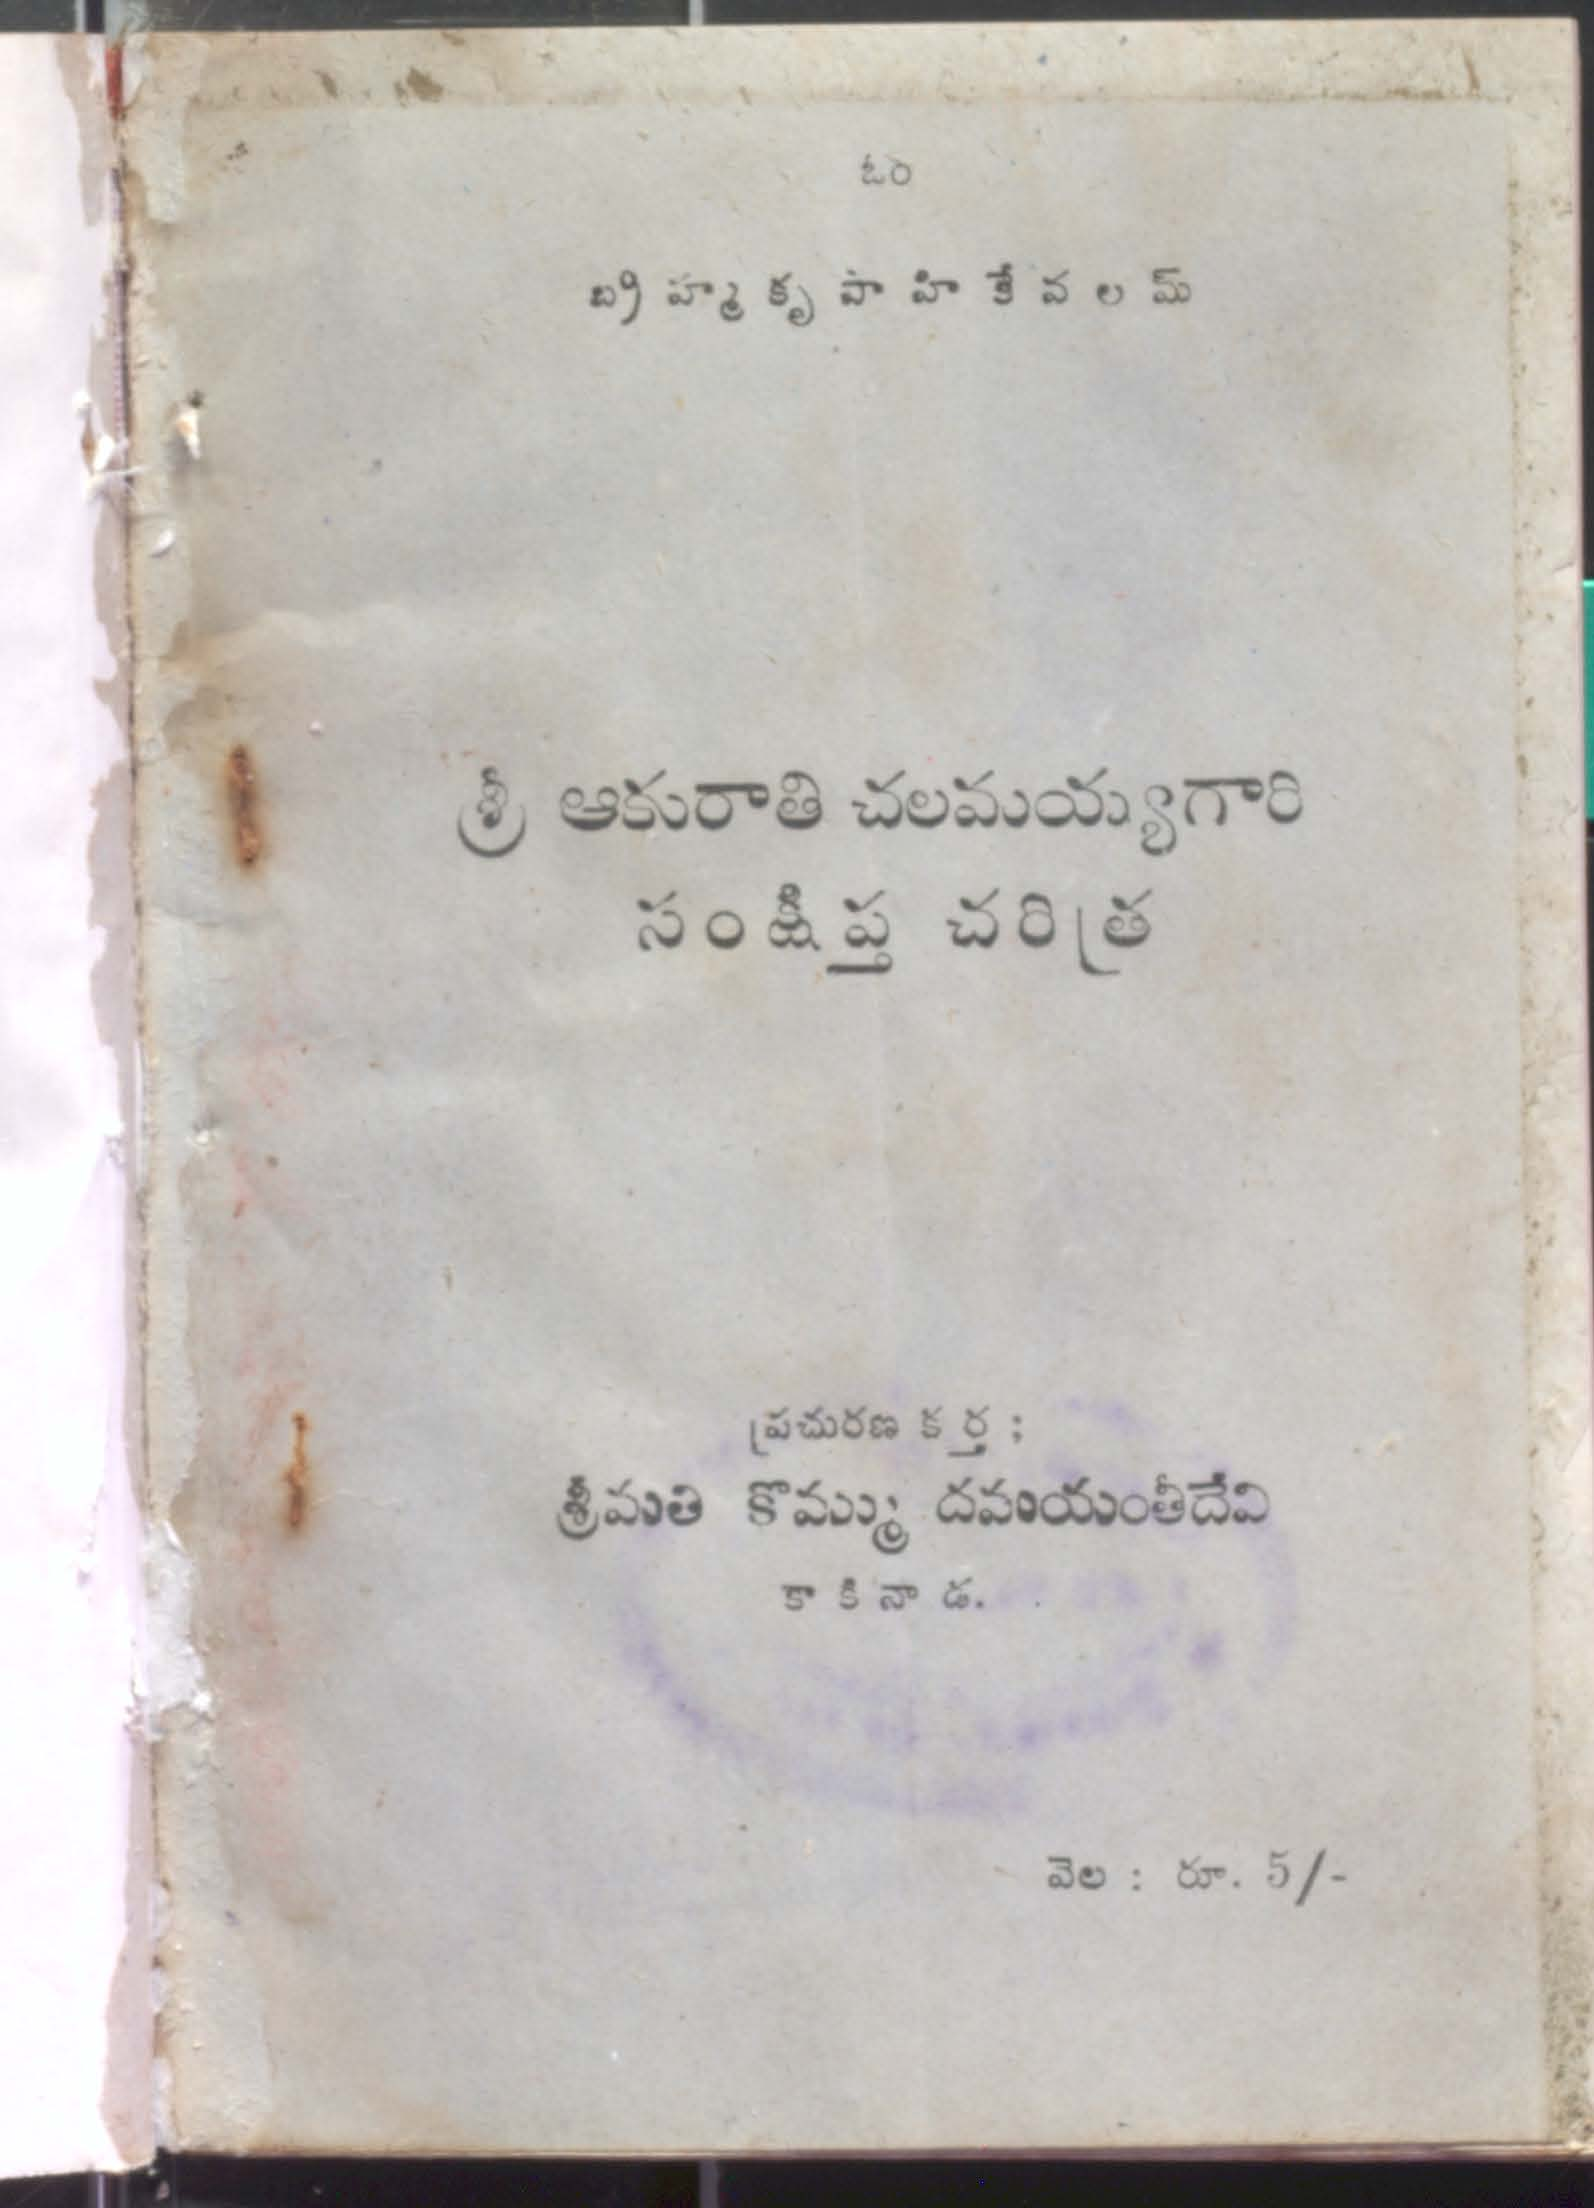 ఓం
బ్రహ్మకృపాహి కేవలమ్
శ్రీ ఆకురాతి చలమయ్యగారి
సంక్షిప్త చరిత్ర
ప్రచురణ కర్త ;
శ్రీమతి కొమ్ము దమయంతీదేవి
కాకినాడ.
వెల : రూ. 5/-